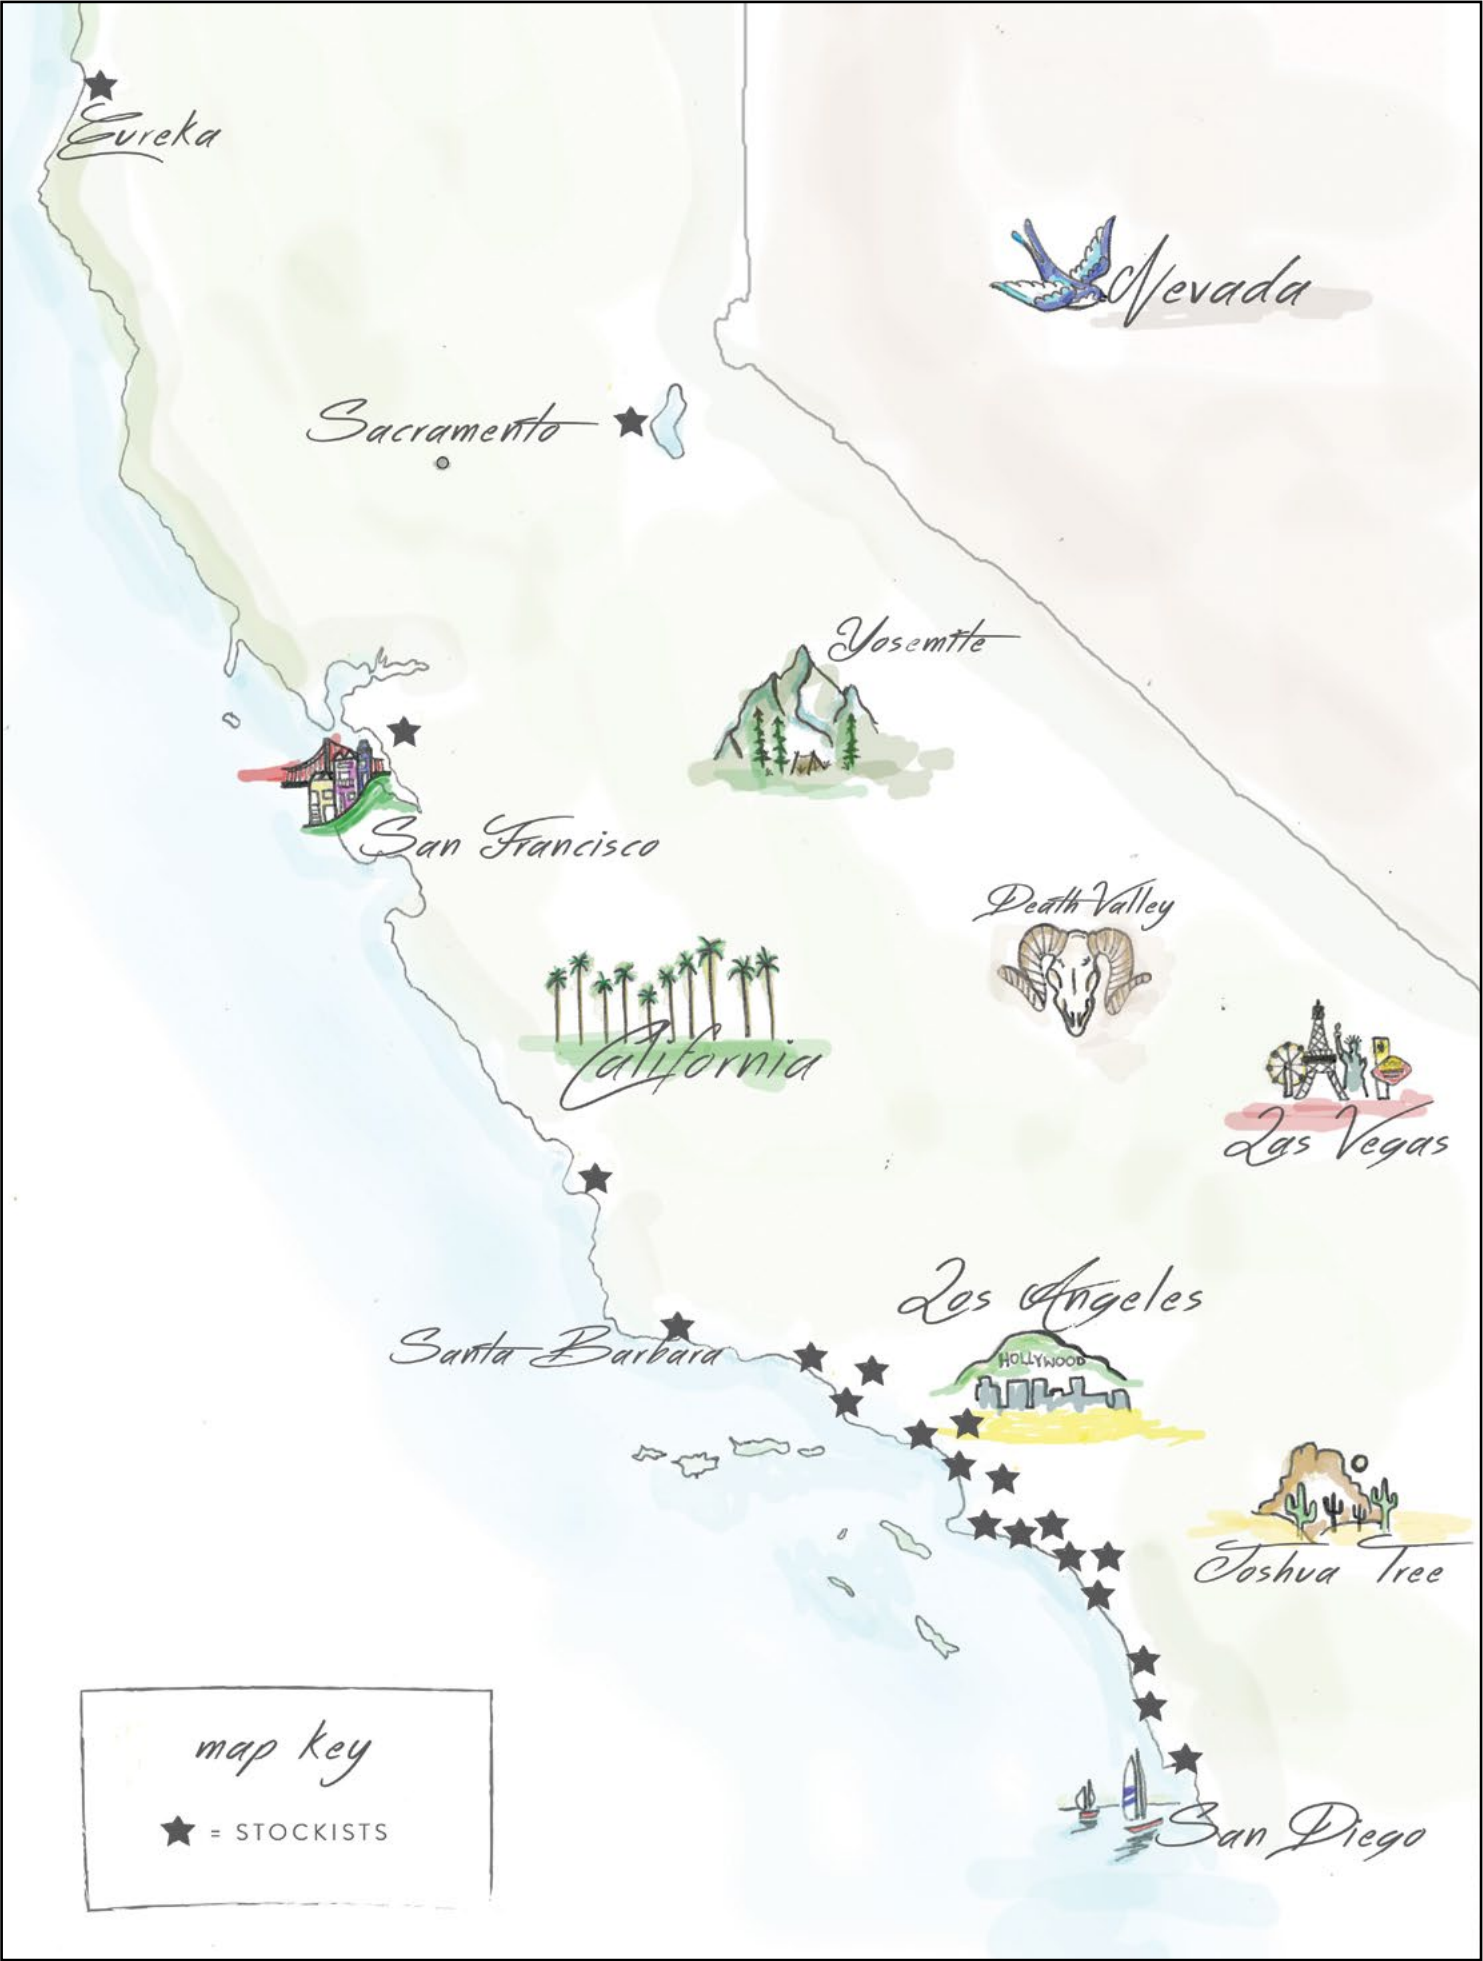 Eureka
Nevada
Sacramento
Yosemite
San Francisco
Death Valley
California
Las Vegas
Los Angeles
Santa Barbara
HOLLYWOOD
Joshua Tree
map key
= STOCKISTS
San Diego